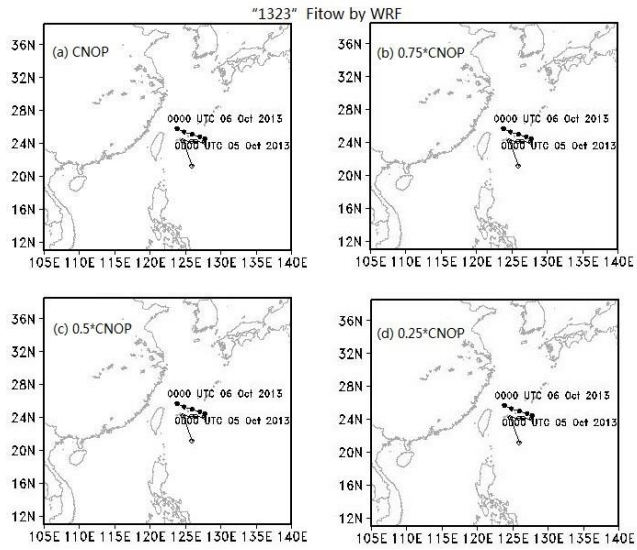 "1323" Fitow by WRF
(a) CNOP
36N
32N
28N
24N
20N
16N
12N
0000 UTC 06 Oct 2013
0000 UTC 05 Oct 2013
105E 110E 115E 120E 125E 130E 135E 140E
(b) 0.75*CNOP
36N
32N
28N
24N
20N
16N
12N
0000 UTC 06 Oct 2013
0000 UTC 05 Oct 2013
105E 110E 115E 120E 125E 130E 135E 140E
(c) 0.5*CNOP
36N
32N
28N
24N
20N
16N
12N
0000 UTC 06 Oct 2013
0000 UTC 05 Oct 2013
105E 110E 115E 120E 125E 130E 135E 140E
(d) 0.25*CNOP
36N
32N
28N
24N
20N
16N
12N
0000 UTC 06 Oct 2013
0000 UTC 05 Oct 2013
105E 110E 115E 120E 125E 130E 135E 140E